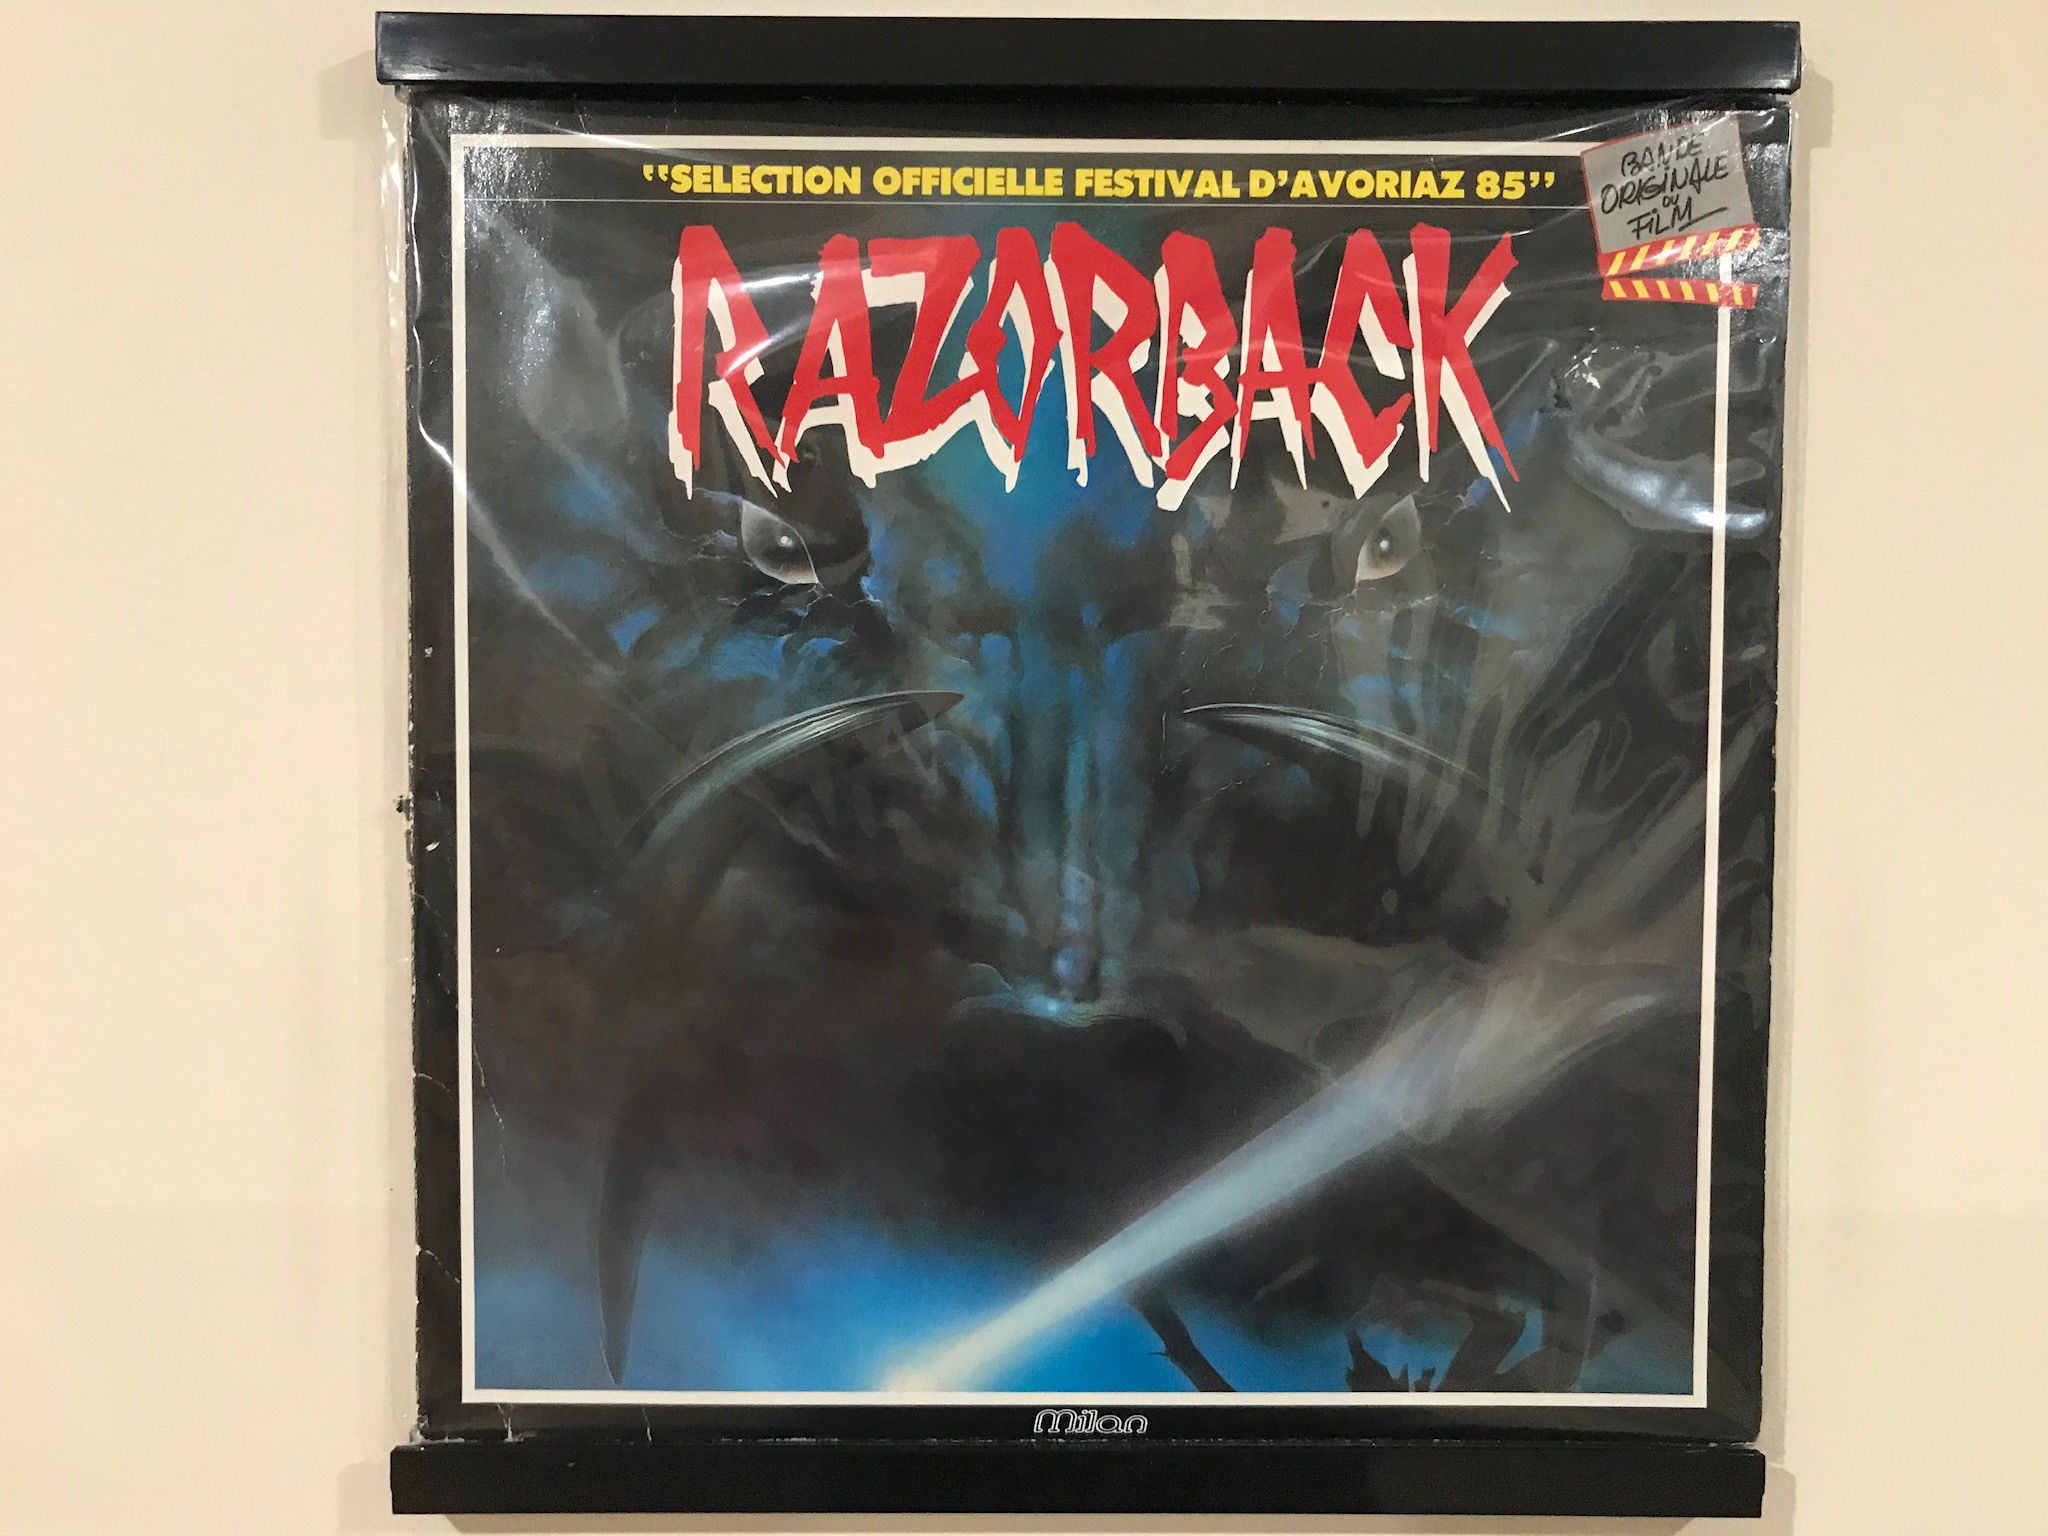 ‟SELECTION OFFICIELLE FESTIVAL D'AVORIAZ 85”
RAZORBACK
BANDE
ORIGINALE
DU
FILM
Milan